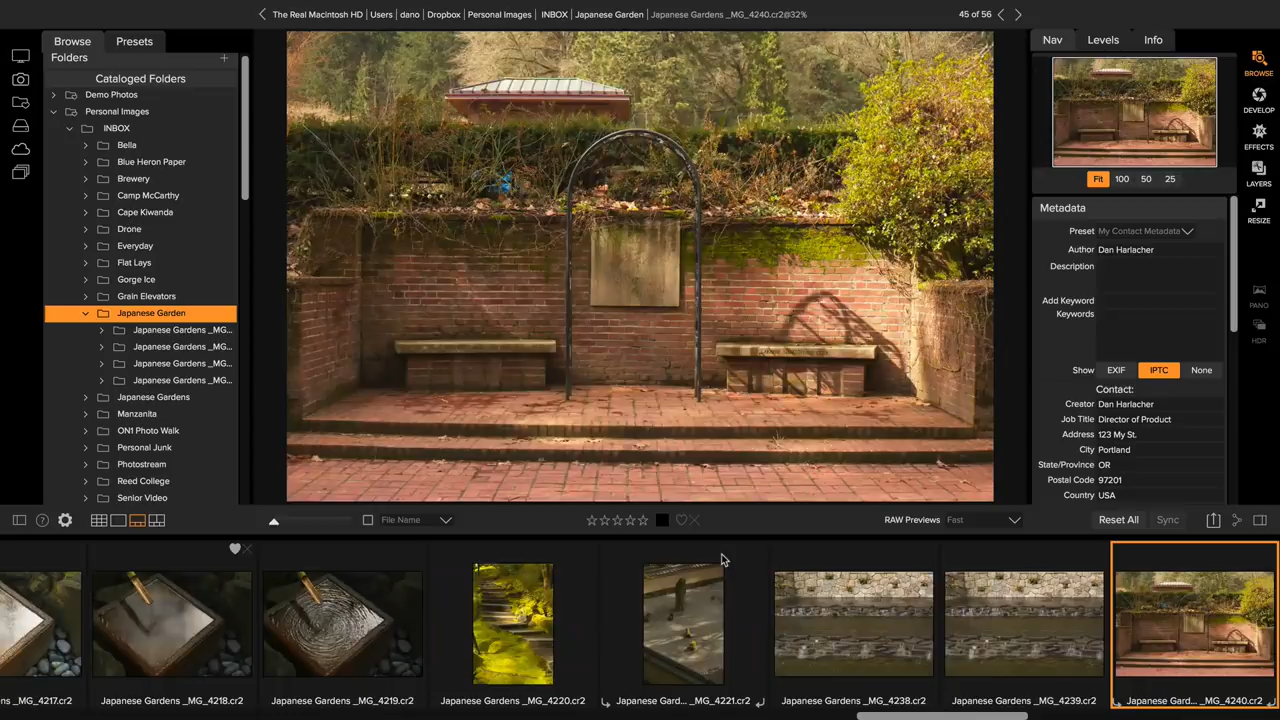 The Real Macintosh HD | Users | dano | Dropbox | Personal Images | INBOX | Japanese Garden | Japanese Gardens _MG_4240.cr2@32%
45 of 56
Browse
Presets
Folders
Cataloged Folders
Demo Photos
Personal Images
INBOX
Bella
Blue Heron Paper
Brewery
Camp McCarthy
Cape Kiwanda
Drone
Everyday
Flat Lays
Gorge Ice
Grain Elevators
Japanese Garden
Japanese Gardens _MG...
Japanese Gardens _MG...
Japanese Gardens _MG...
Japanese Gardens _MG...
Japanese Gardens
Manzanita
ON1 Photo Walk
Personal Junk
Photostream
Reed College
Senior Video
Nav
Levels
Info
Fit
100
50
25
Metadata
Preset My Contact Metadata
Author Dan Harlacher
Description
Add Keyword
Keywords
Show EXIF IPTC None
Contact:
Creator Dan Harlacher
Job Title Director of Product
Address 123 My St.
City Portland
State/Province OR
Postal Code 97201
Country USA
BROWSE
DEVELOP
EFFECTS
LAYERS
RESIZE
PANO
HDR
File Name
RAW Previews Fast
Reset All
Sync
ns _MG_4217.cr2
Japanese Gardens _MG_4218.cr2
Japanese Gardens _MG_4219.cr2
Japanese Gardens _MG_4220.cr2
Japanese Gard... _MG_4221.cr2
Japanese Gardens _MG_4238.cr2
Japanese Gardens _MG_4239.cr2
Japanese Gard... _MG_4240.cr2